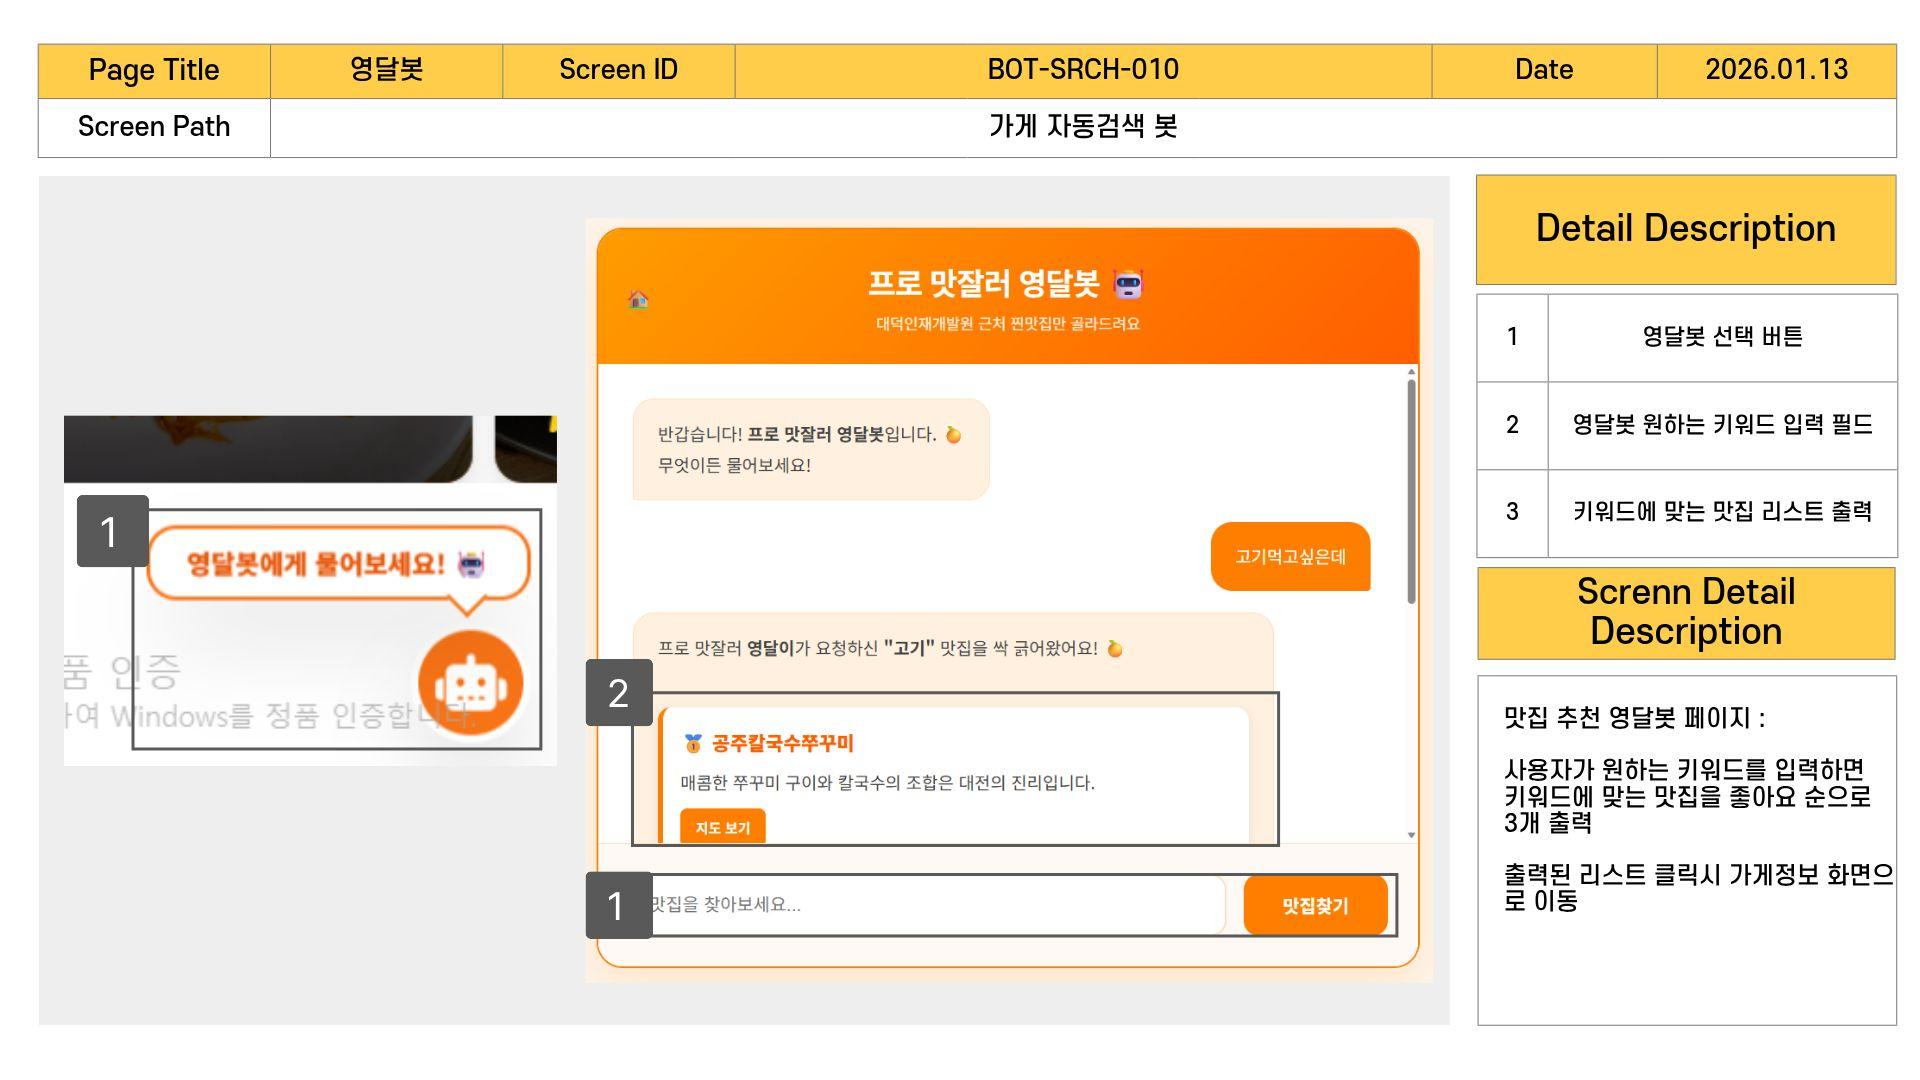 Page Title
영달봇
Screen ID
BOT-SRCH-010
Date
2026.01.13
Screen Path
가게 자동검색 봇
1
영달봇에게 물어보세요!
품 인증
하여 Windows를 정품 인증합니다.
프로 맛잘러 영달봇
대덕인재개발원 근처 찐맛집만 골라드려요
반갑습니다! 프로 맛잘러 영달봇입니다.
무엇이든 물어보세요!
고기먹고싶은데
프로 맛잘러 영달이가 요청하신 "고기" 맛집을 싹 긁어왔어요!
2
공주칼국수쭈꾸미
매콤한 쭈꾸미 구이와 칼국수의 조합은 대전의 진리입니다.
지도 보기
1
맛집을 찾아보세요...
맛집찾기
Detail Description
1
영달봇 선택 버튼
2
영달봇 원하는 키워드 입력 필드
3
키워드에 맞는 맛집 리스트 출력
Screnn Detail
Description
맛집 추천 영달봇 페이지 :
사용자가 원하는 키워드를 입력하면
키워드에 맞는 맛집을 좋아요 순으로
3개 출력
출력된 리스트 클릭시 가게정보 화면으
로 이동